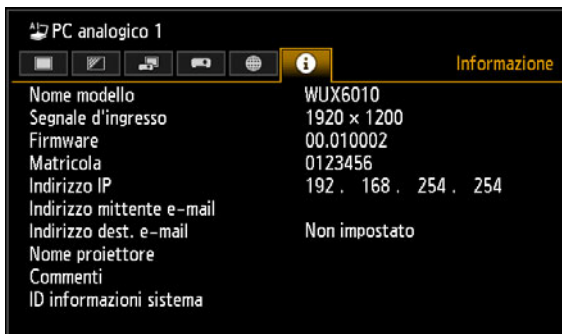 PC analogico 1
Informazione
Nome modello WUX6010
Segnale d'ingresso 1920 × 1200
Firmware 00.010002
Matricola 0123456
Indirizzo IP 192 . 168 . 254 . 254
Indirizzo mittente e-mail
Indirizzo dest. e-mail Non impostato
Nome proiettore
Commenti
ID informazioni sistema